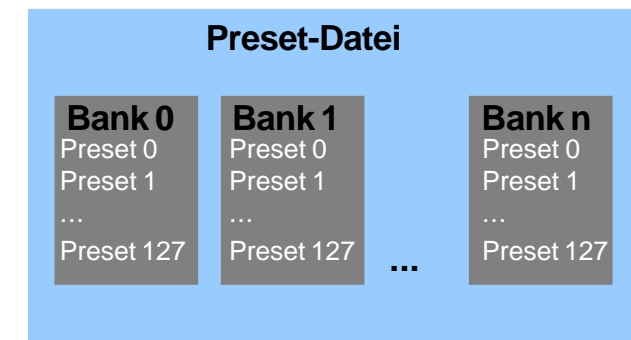 Preset-Datei
Bank 0
Preset 0
Preset 1
...
Preset 127
Bank 1
Preset 0
Preset 1
...
Preset 127
...
Bank n
Preset 0
Preset 1
...
Preset 127